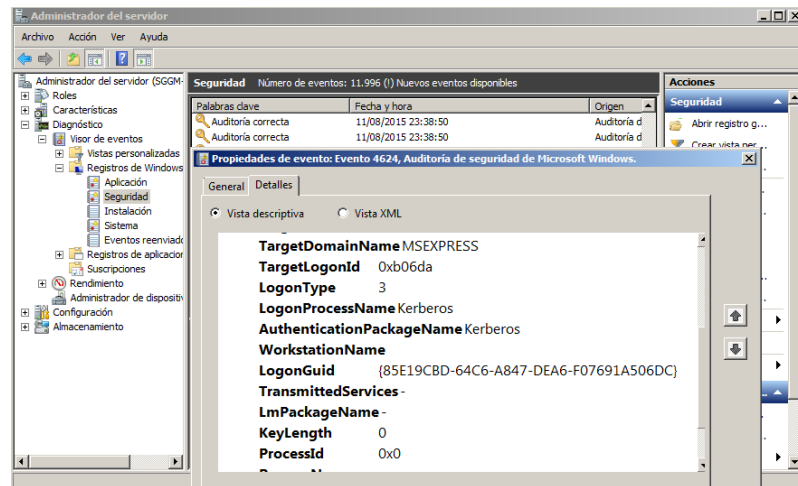 Administrador del servidor
Archivo Acción Ver Ayuda
Administrador del servidor (SGGM-
Roles
Características
Diagnóstico
Visor de eventos
Vistas personalizadas
Registros de Windows
Aplicación
Seguridad
Instalación
Sistema
Eventos reenviado
Registros de aplicacion
Suscripciones
Rendimiento
Administrador de dispositiv
Configuración
Almacenamiento
Seguridad Número de eventos: 11.996 (!) Nuevos eventos disponibles
Palabras clave Fecha y hora Origen
Auditoría correcta 11/08/2015 23:38:50 Auditoría d
Auditoría correcta 11/08/2015 23:38:50 Auditoría d
Acciones
Seguridad
Abrir registro g...
Crear vista per...
Propiedades de evento: Evento 4624, Auditoría de seguridad de Microsoft Windows.
General Detalles
Vista descriptiva Vista XML
TargetDomainName MSEXPRESS
TargetLogonId 0xb06da
LogonType 3
LogonProcessName Kerberos
AuthenticationPackageName Kerberos
WorkstationName
LogonGuid {85E19CBD-64C6-A847-DEA6-F07691A506DC}
TransmittedServices -
LmPackageName -
KeyLength 0
ProcessId 0x0